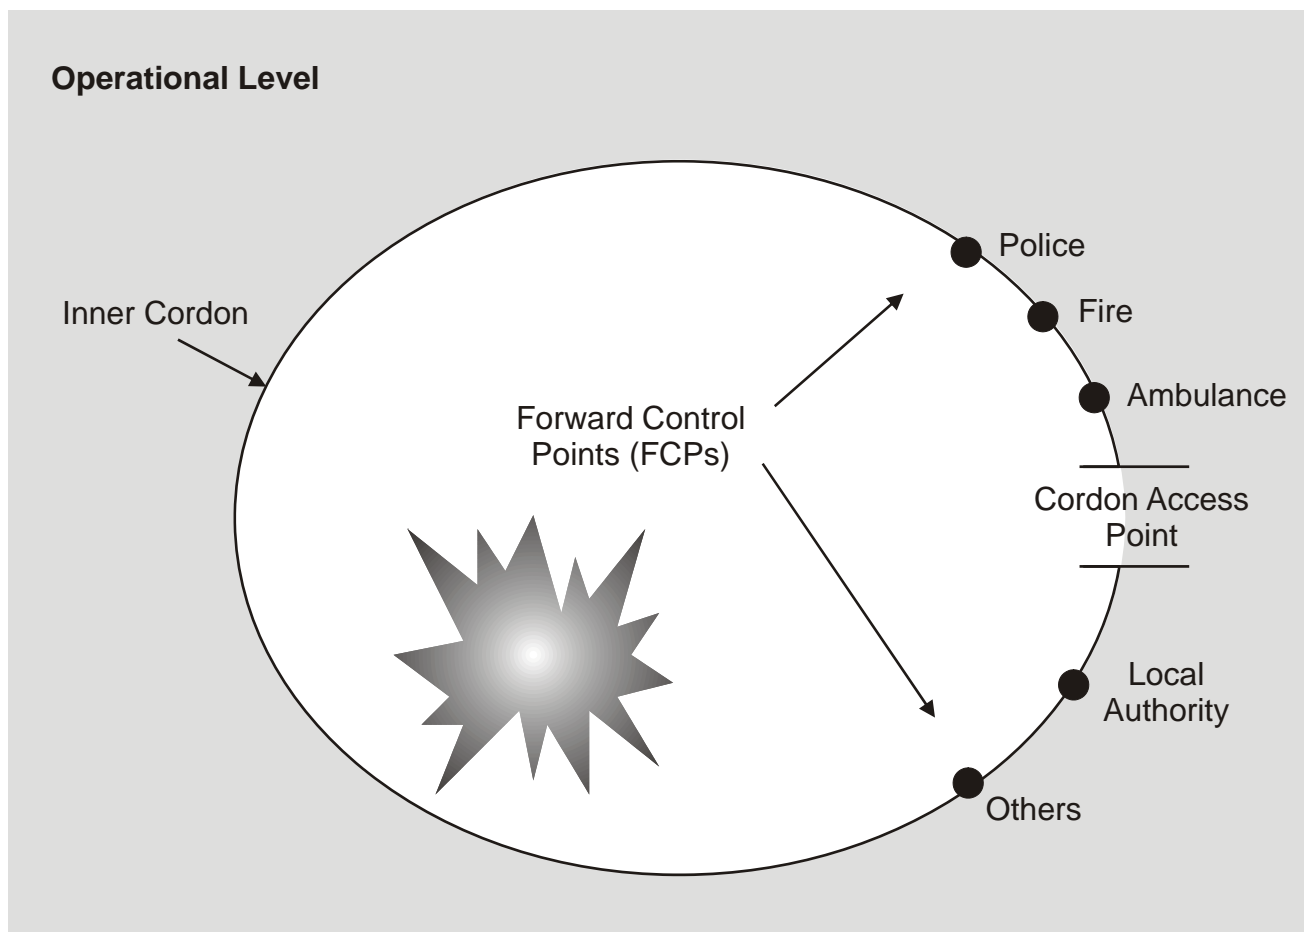 Operational Level
Police
Inner Cordon
Fire
Ambulance
Forward Control
Points (FCPs)
Cordon Access
Point
Local
Authority
Others